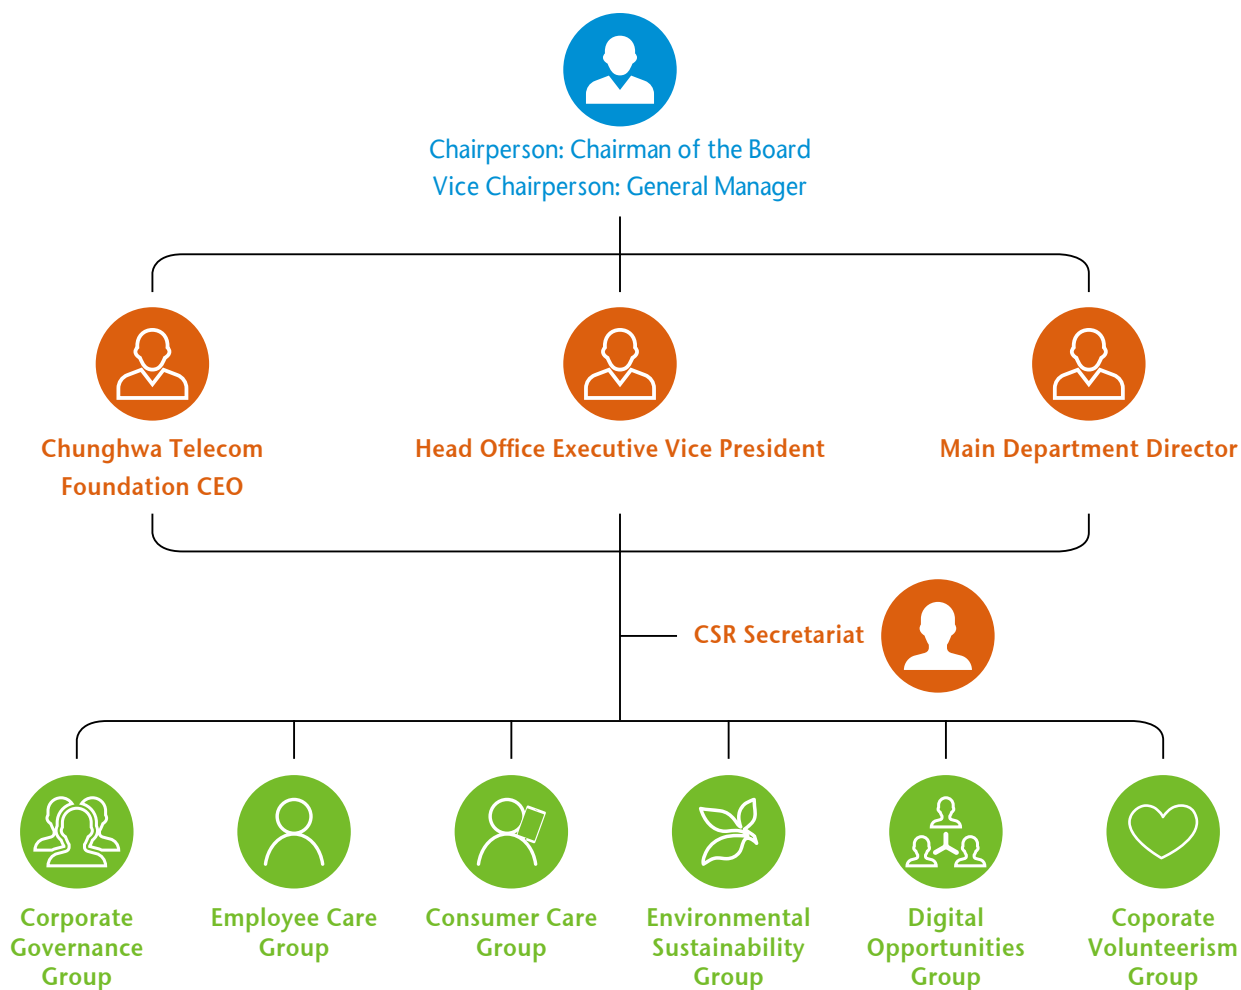 Chairperson: Chairman of the Board
Vice Chairperson: General Manager
Chunghwa Telecom
Foundation CEO
Head Office Executive Vice President
Main Department Director
CSR Secretariat
Corporate
Governance
Group
Employee Care
Group
Consumer Care
Group
Environmental
Sustainability
Group
Digital
Opportunities
Group
Coporate
Volunteerism
Group